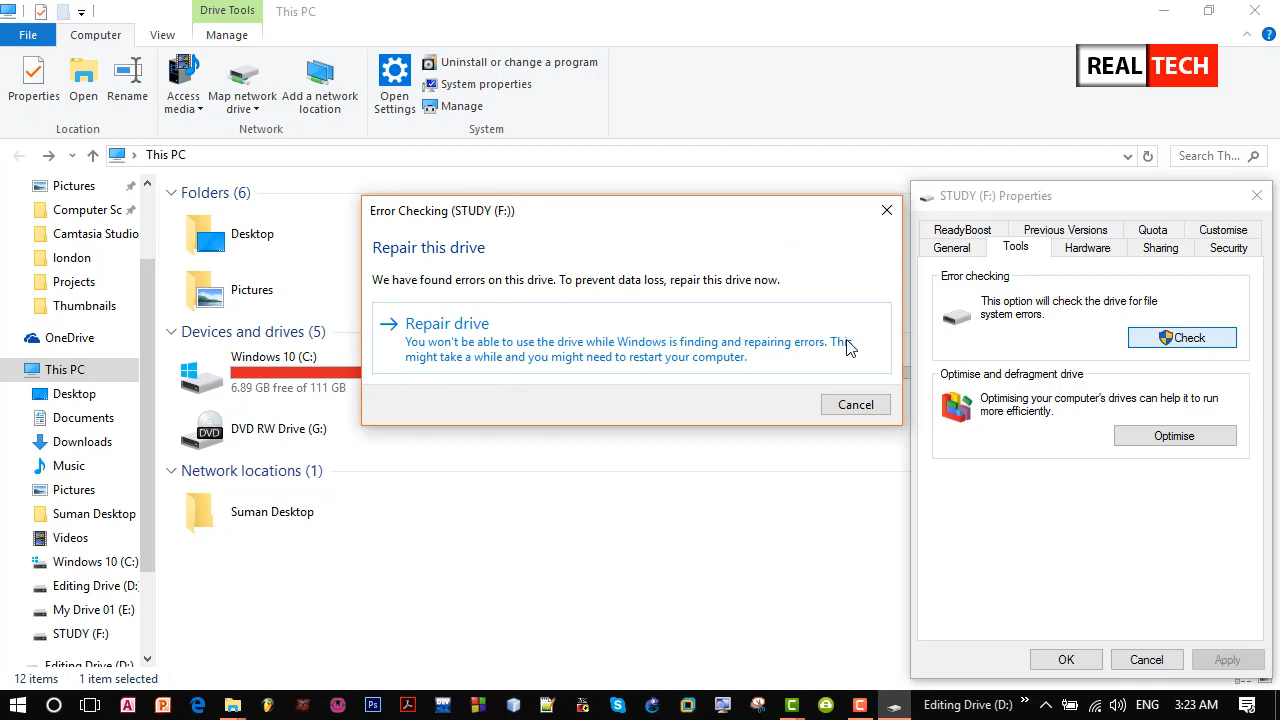 Drive Tools
This PC
File
Computer
View
Manage
Properties
Open
Rename
Access media
Map network drive
Add a network location
Open Settings
Uninstall or change a program
System properties
Manage
Location
Network
System
REAL TECH
This PC
Search Th...
Pictures
Computer Sc
Camtasia Studio
london
Projects
Thumbnails
OneDrive
This PC
Desktop
Documents
Downloads
Music
Pictures
Suman Desktop
Videos
Windows 10 (C:)
Editing Drive (D:
My Drive 01 (E:)
STUDY (F:)
Editing Drive (D:)
Folders (6)
Desktop
Pictures
Devices and drives (5)
Windows 10 (C:)
6.89 GB free of 111 GB
DVD
DVD RW Drive (G:)
Network locations (1)
Suman Desktop
Error Checking (STUDY (F:))
Repair this drive
We have found errors on this drive. To prevent data loss, repair this drive now.
Repair drive
You won't be able to use the drive while Windows is finding and repairing errors. This
might take a while and you might need to restart your computer.
Cancel
STUDY (F:) Properties
ReadyBoost
Previous Versions
Quota
Customise
General
Tools
Hardware
Sharing
Security
Error checking
This option will check the drive for file
system errors.
Check
Optimise and defragment drive
Optimising your computer's drives can help it to run
more efficiently.
Optimise
OK
Cancel
Apply
12 items
1 item selected
Editing Drive (D:)
ENG
3:23 AM